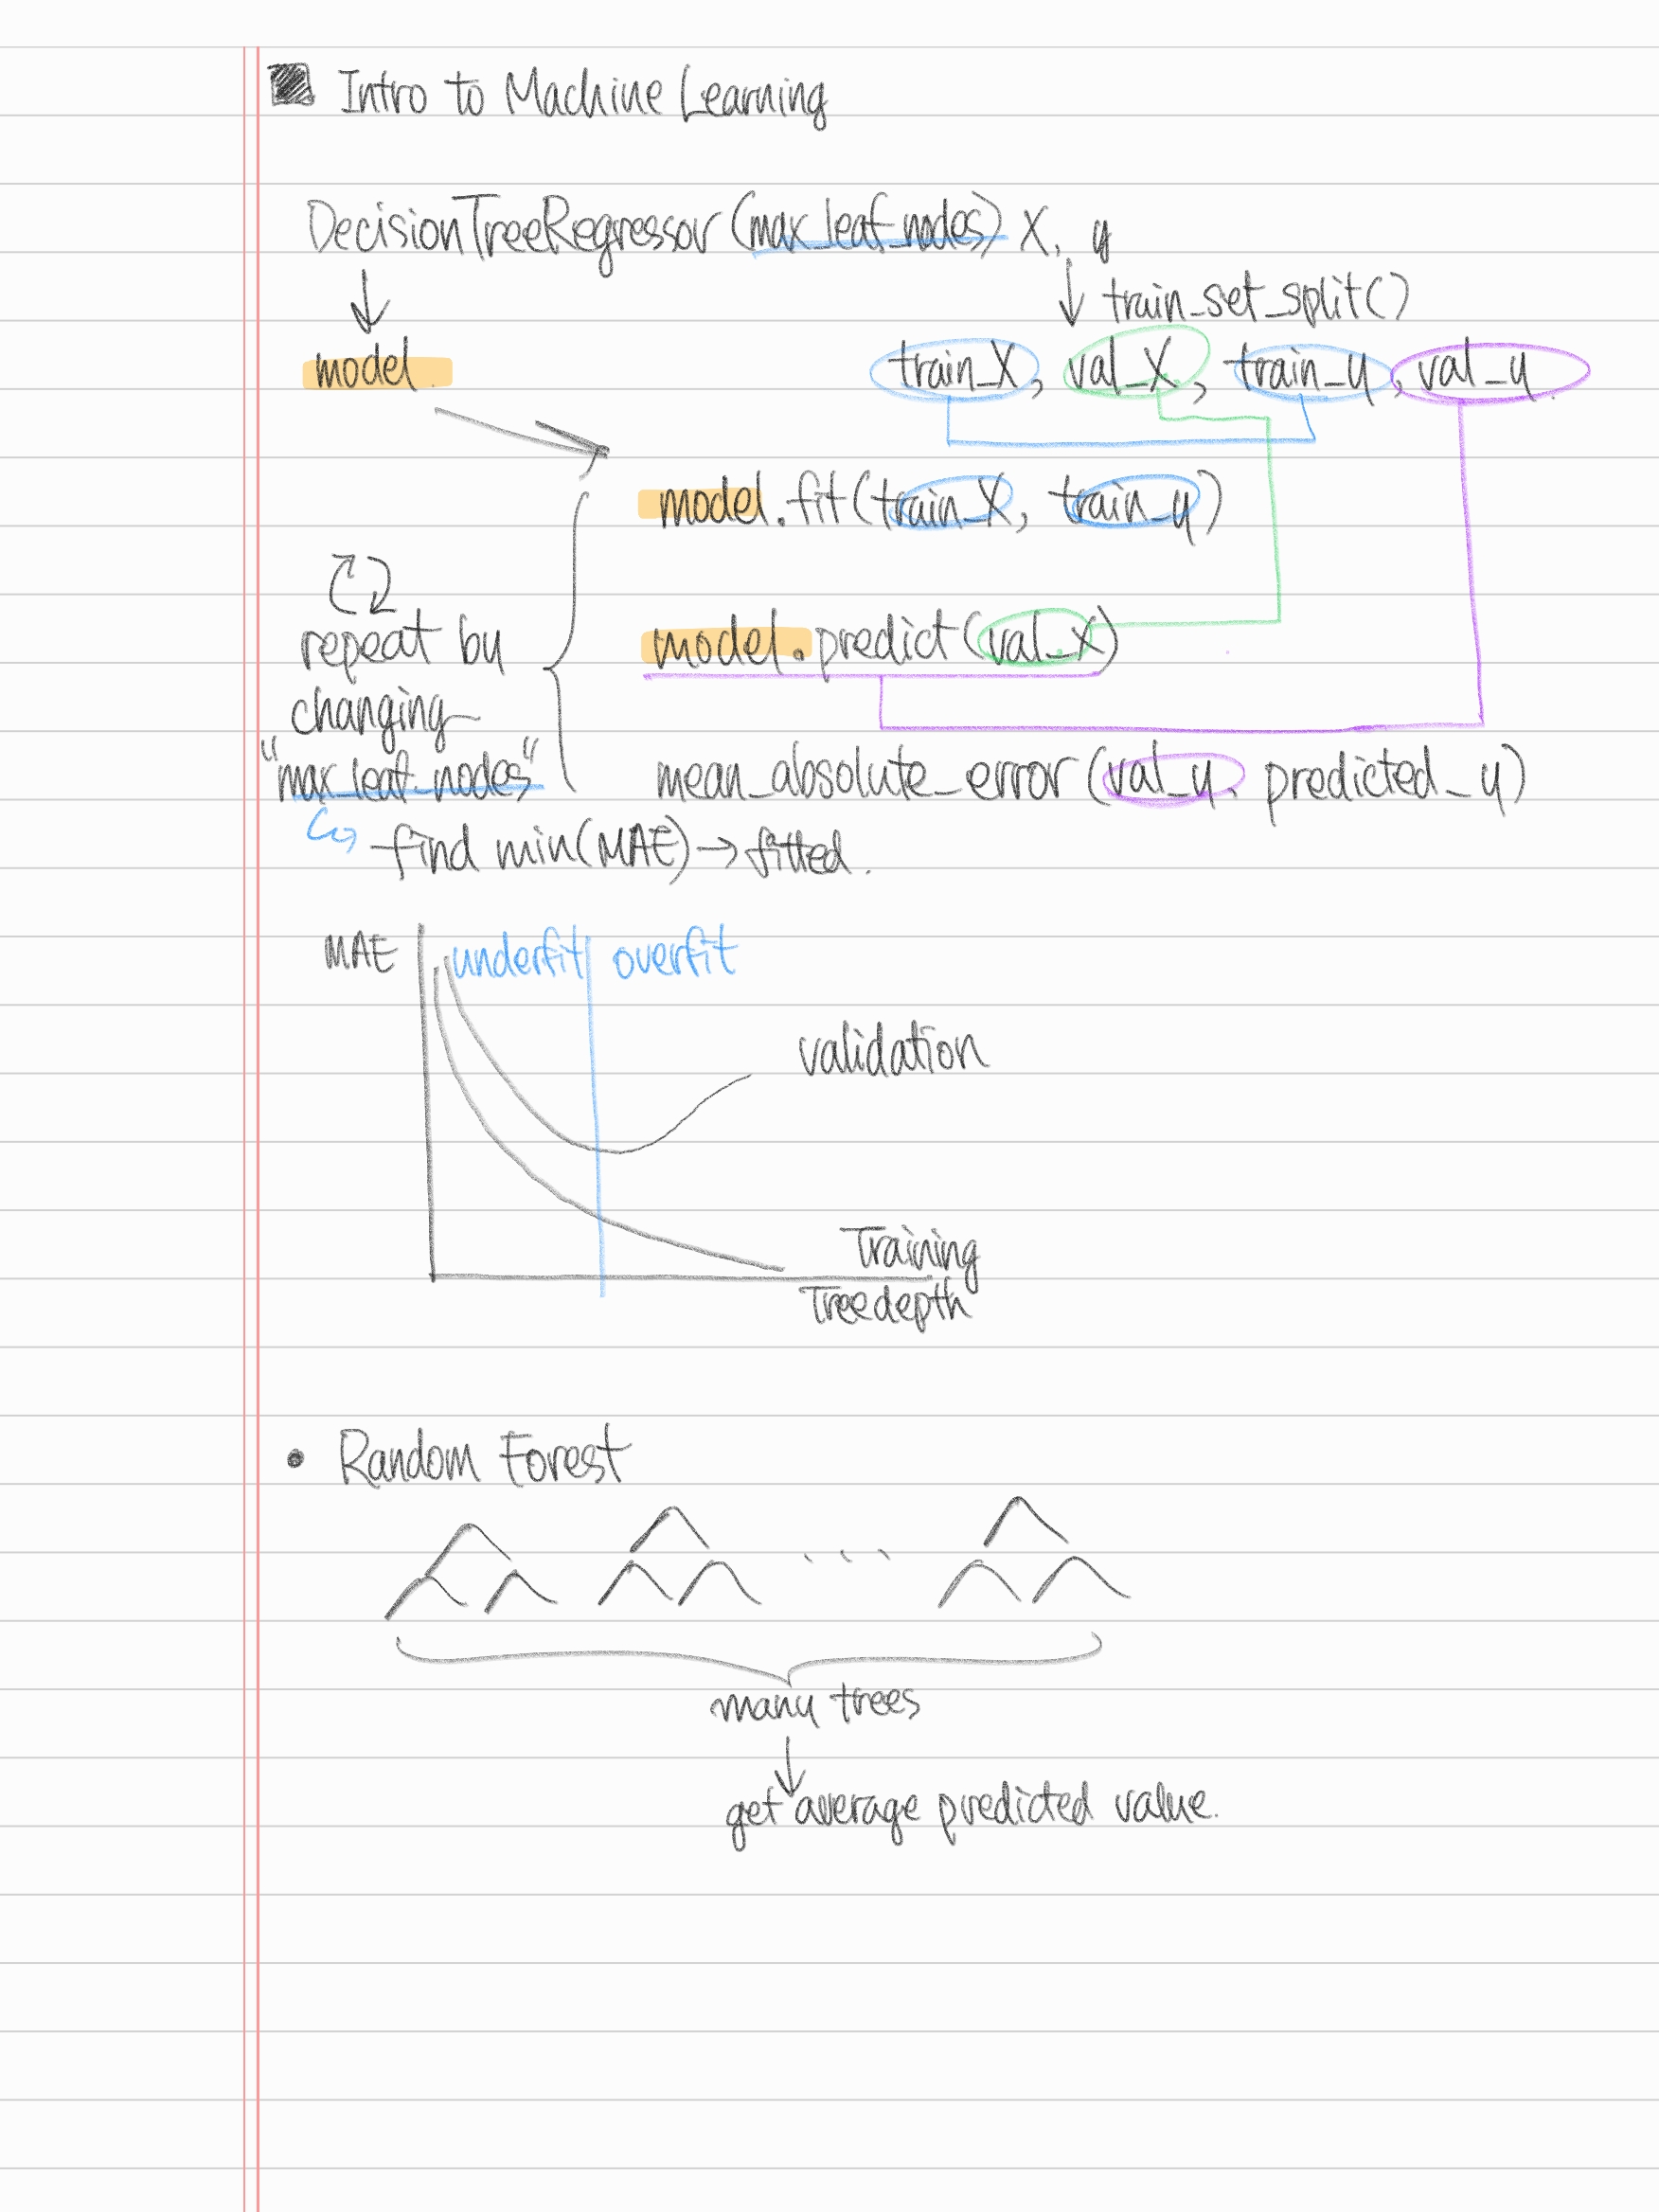 Intro to Machine Learning
DecisionTreeRegressor(max_leaf_nodes) X, y
train_set_split()
model.
train_X, val_X, train_y, val_y.
model.fit(train_X, train_y)
repeat by
changing
"max_leaf_nodes"
model.predict(val_X)
mean_absolute_error(val_y, predicted_y)
find min(MAE) → fitted.
MAE
underfit
overfit
validation
Training
Tree depth
• Random Forest
...
many trees
get average predicted value.